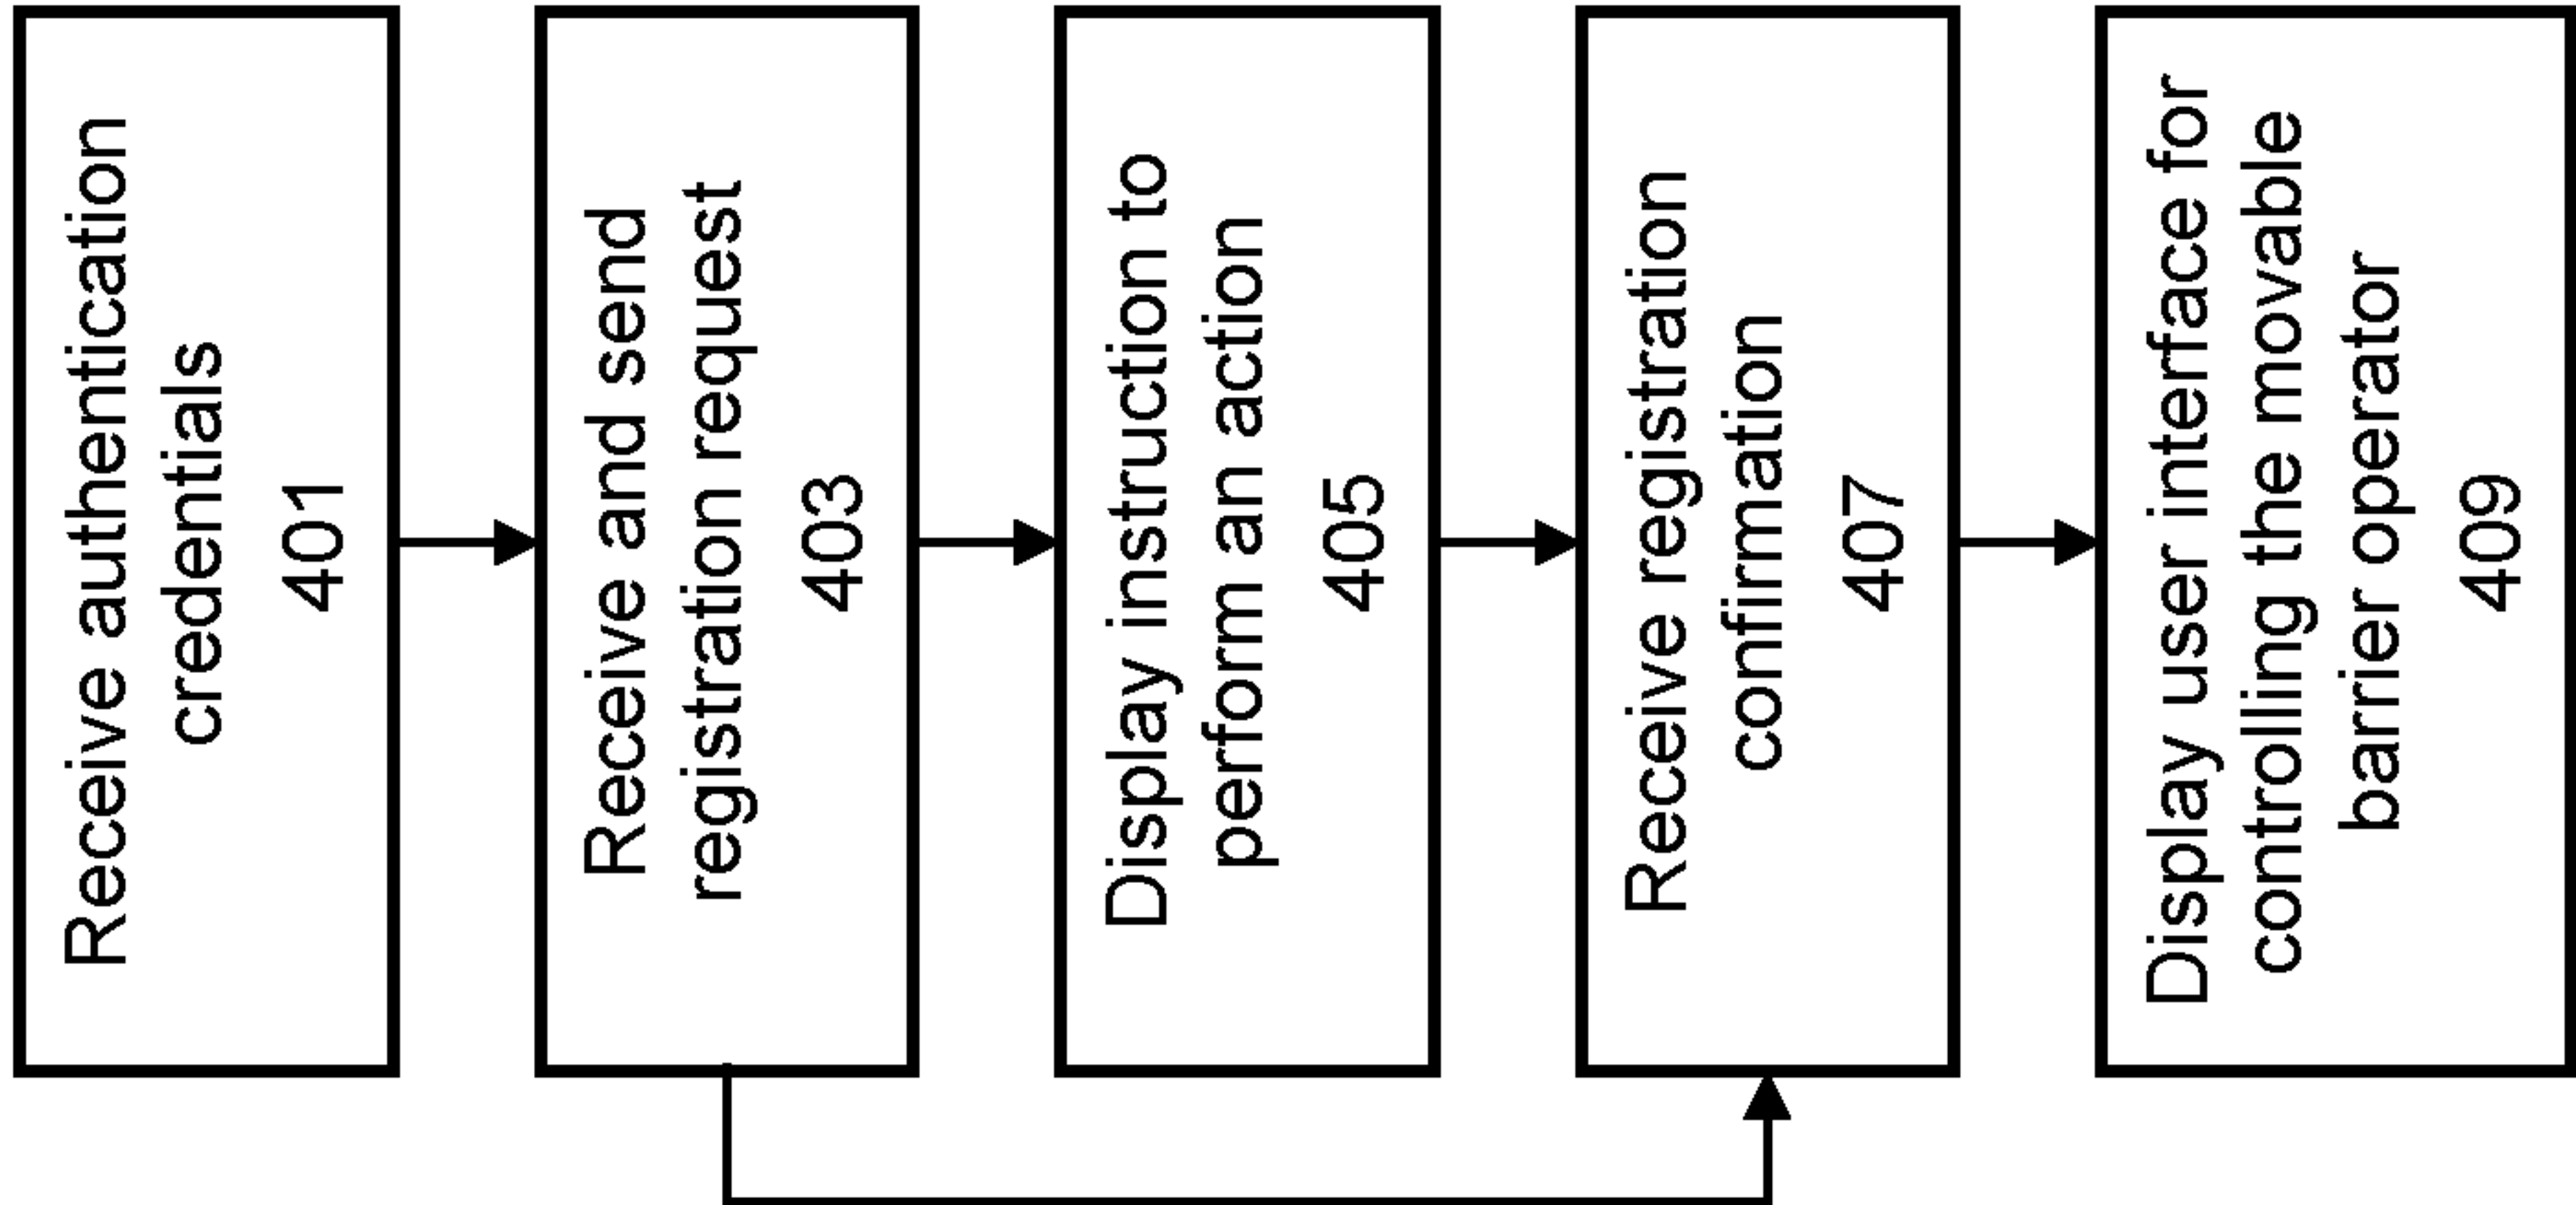 Receive authentication
credentials
401
Receive and send
registration request
403
Display instruction to
perform an action
405
Receive registration
confirmation
407
Display user interface for
controlling the movable
barrier operator
409